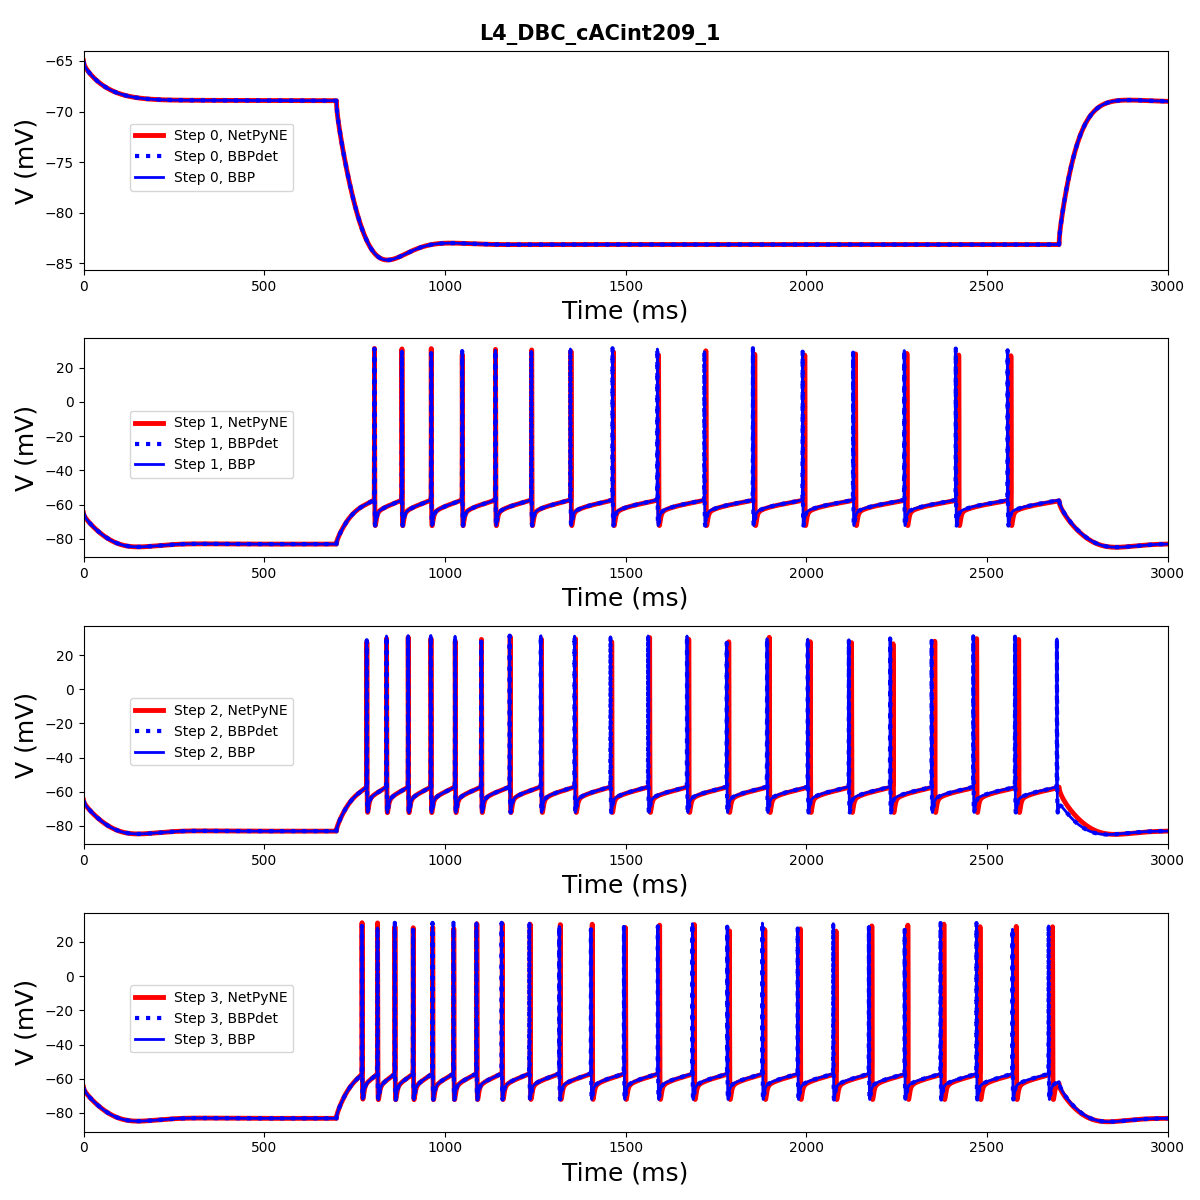 L4_DBC_cACint209_1
−65
−70
−75
−80
−85
V (mV)
Step 0, NetPyNE
Step 0, BBPdet
Step 0, BBP
0 500 1000 1500 2000 2500 3000
Time (ms)
20
0
−20
−40
−60
−80
V (mV)
Step 1, NetPyNE
Step 1, BBPdet
Step 1, BBP
0 500 1000 1500 2000 2500 3000
Time (ms)
20
0
−20
−40
−60
−80
V (mV)
Step 2, NetPyNE
Step 2, BBPdet
Step 2, BBP
0 500 1000 1500 2000 2500 3000
Time (ms)
20
0
−20
−40
−60
−80
V (mV)
Step 3, NetPyNE
Step 3, BBPdet
Step 3, BBP
0 500 1000 1500 2000 2500 3000
Time (ms)